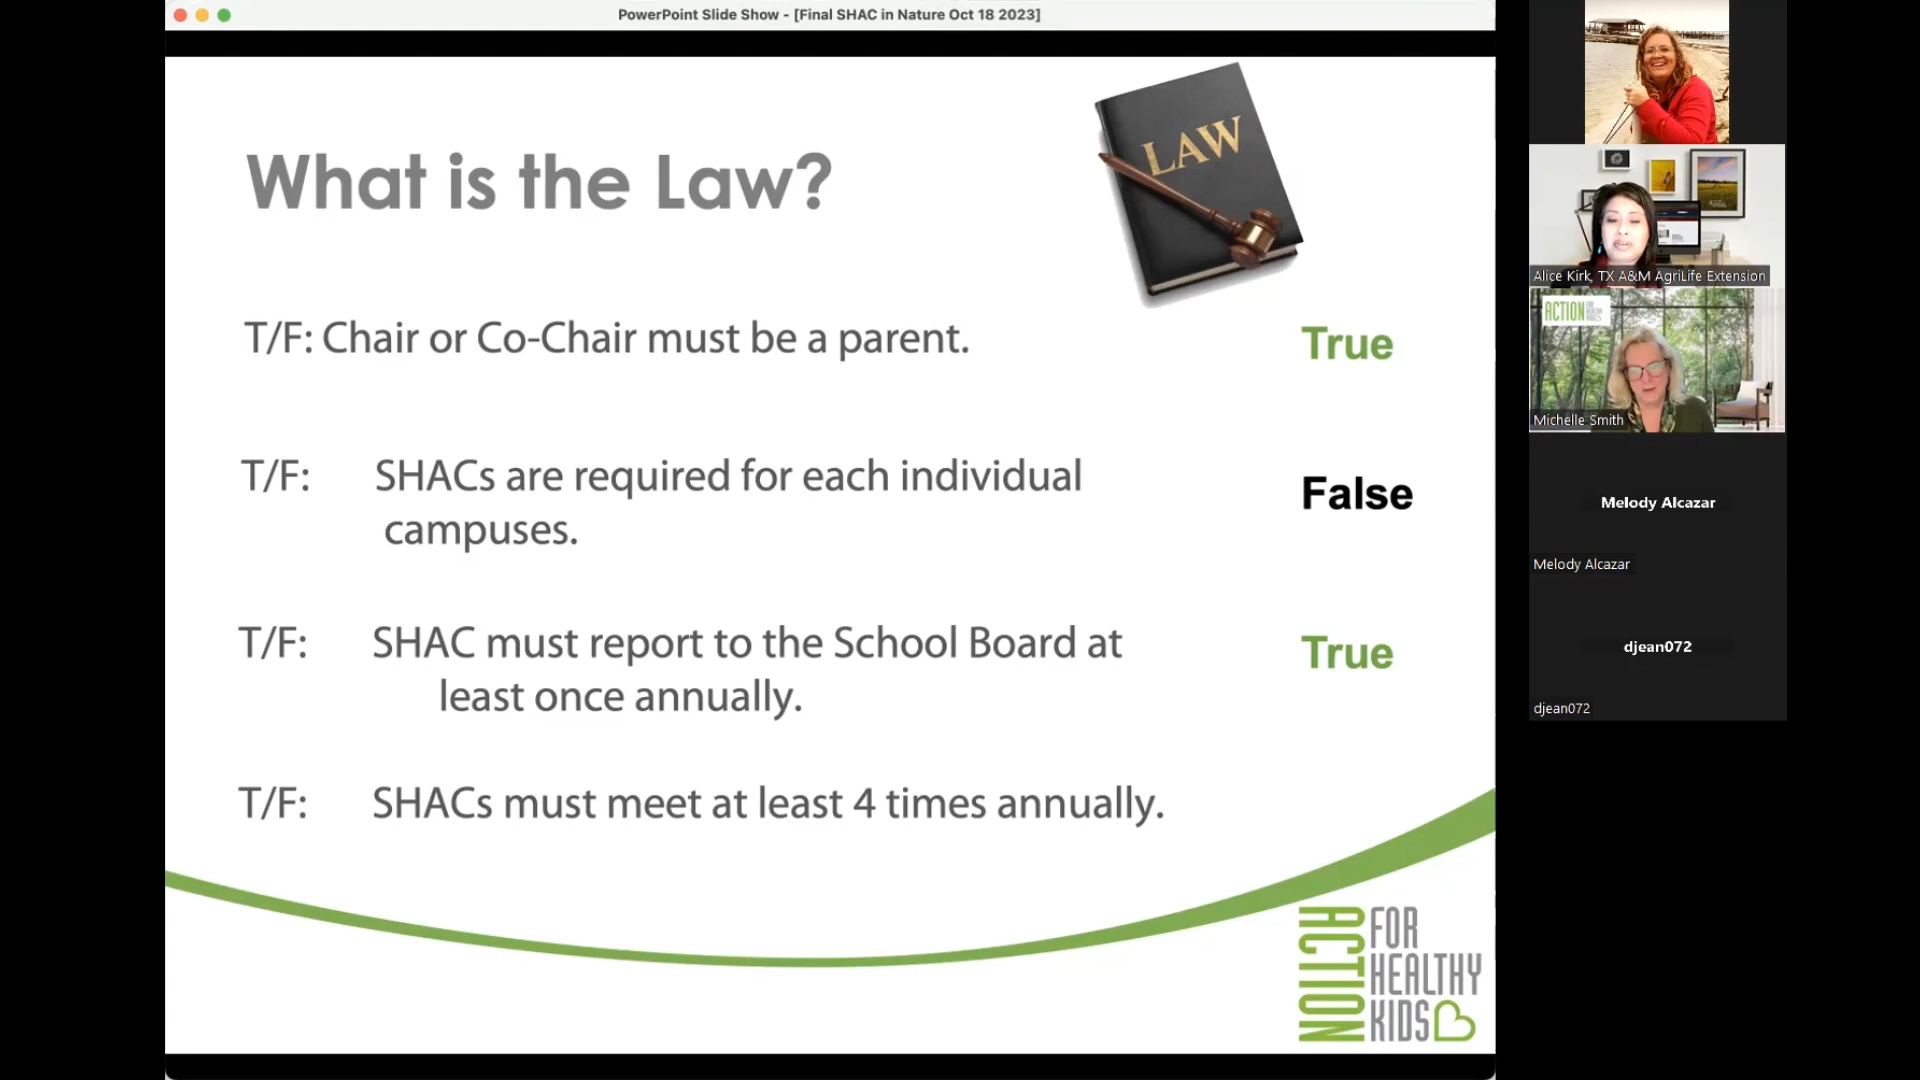 PowerPoint Slide Show - [Final SHAC in Nature Oct 18 2023]
LAW
What is the Law?
T/F: Chair or Co-Chair must be a parent.
True
T/F: SHACs are required for each individual
campuses.
False
T/F: SHAC must report to the School Board at
least once annually.
True
T/F: SHACs must meet at least 4 times annually.
ACTION
FOR
HEALTHY
KIDS
Alice Kirk, TX A&M AgriLife Extension
ACTION
Michelle Smith
Melody Alcazar
Melody Alcazar
djean072
djean072